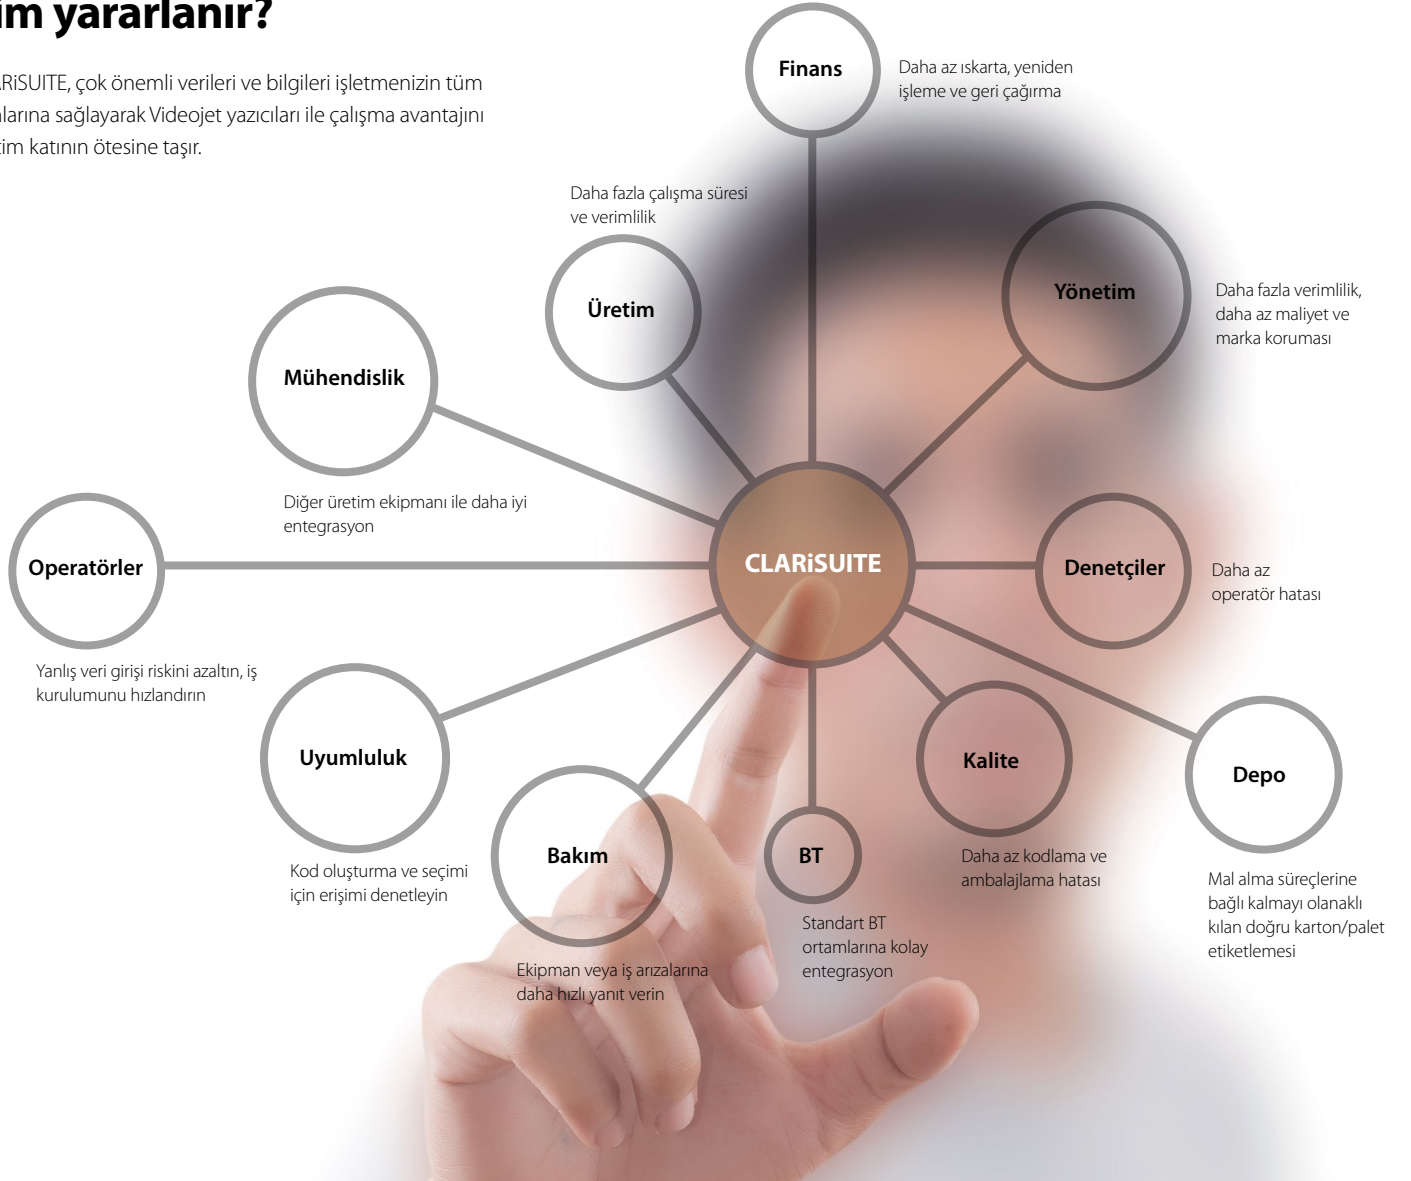 im yararlanır?
RiSUITE, çok önemli verileri ve bilgileri işletmenizin tüm
larına sağlayarak Videojet yazıcıları ile çalışma avantajını
tim katının ötesine taşır.
Finans
Daha az ıskarta, yeniden
işleme ve geri çağırma
Daha fazla çalışma süresi
ve verimlilik
Üretim
Yönetim
Daha fazla verimlilik,
daha az maliyet ve
marka koruması
Mühendislik
Diğer üretim ekipmanı ile daha iyi
entegrasyon
Operatörler
CLARiSUITE
Denetçiler
Daha az
operatör hatası
Yanlış veri girişi riskini azaltın, iş
kurulumunu hızlandırın
Uyumluluk
Kod oluşturma ve seçimi
için erişimi denetleyin
Bakım
Ekipman veya iş arızalarına
daha hızlı yanıt verin
BT
Standart BT
ortamlarına kolay
entegrasyon
Kalite
Daha az kodlama ve
ambalajlama hatası
Depo
Mal alma süreçlerine
bağlı kalmayı olanaklı
kılan doğru karton/palet
etiketlemesi